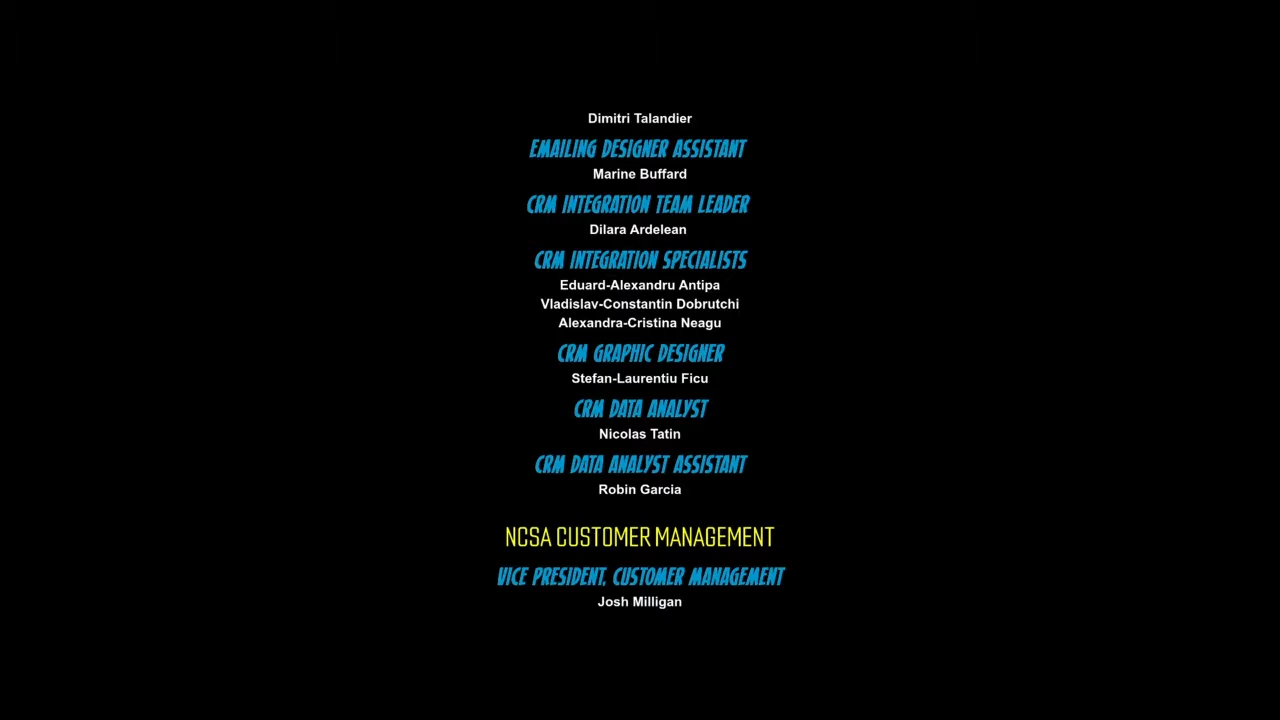 Dimitri Talandier
EMAILING DESIGNER ASSISTANT
Marine Buffard
CRM INTEGRATION TEAM LEADER
Dilara Ardelean
CRM INTEGRATION SPECIALISTS
Eduard-Alexandru Antipa
Vladislav-Constantin Dobrutchi
Alexandra-Cristina Neagu
CRM GRAPHIC DESIGNER
Stefan-Laurentiu Ficu
CRM DATA ANALYST
Nicolas Tatin
CRM DATA ANALYST ASSISTANT
Robin Garcia
NCSA CUSTOMER MANAGEMENT
VICE PRESIDENT, CUSTOMER MANAGEMENT
Josh Milligan